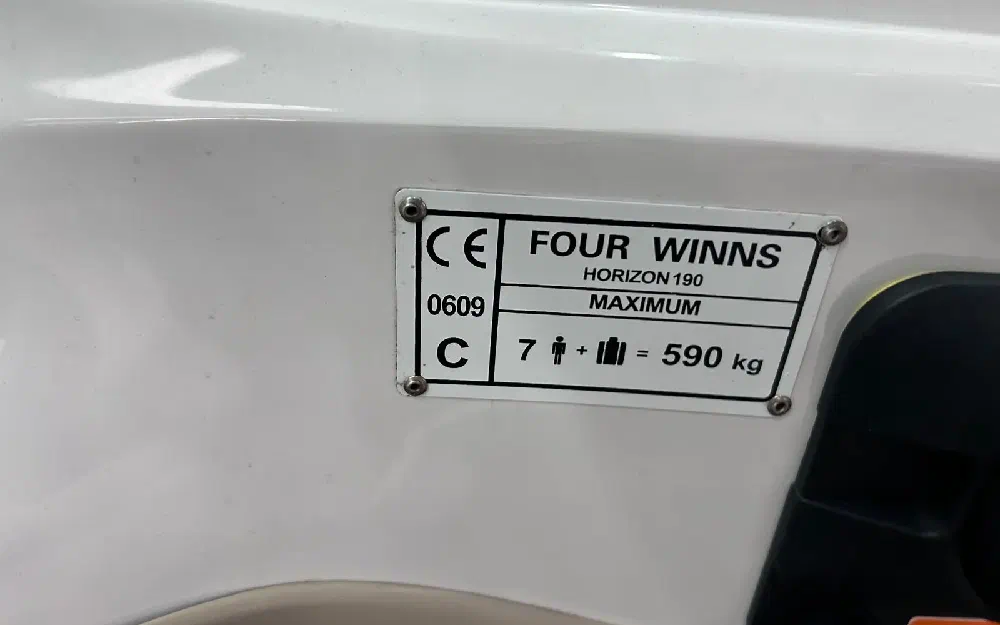 CE
0609
C
FOUR WINNS
HORIZON 190
MAXIMUM
7 + = 590 kg